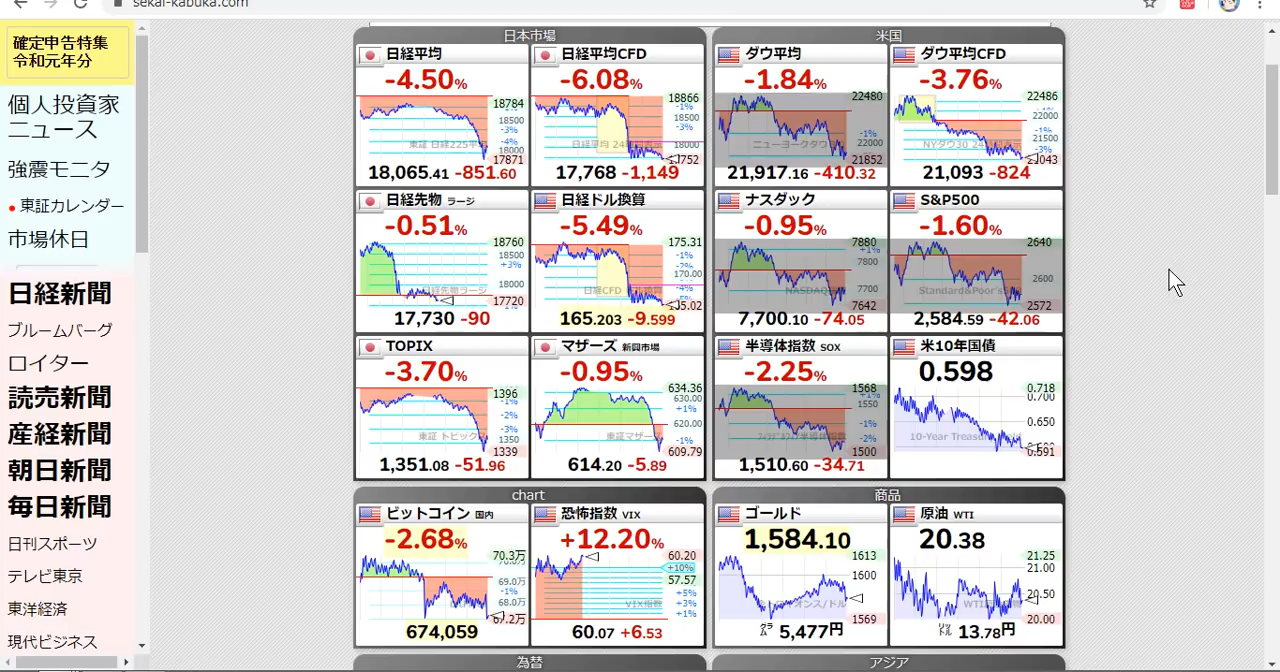 sekai-kabuka.com
確定申告特集
令和元年分
個人投資家
ニュース
強震モニタ
東証カレンダー
市場休日
日経新聞
ブルームバーグ
ロイター
読売新聞
産経新聞
朝日新聞
毎日新聞
日刊スポーツ
テレビ東京
東洋経済
現代ビジネス
日本市場
日経平均
-4.50%
18784
18500
-3%
-4%
18000
17871
18,065.41 -851.60
日経平均CFD
-6.08%
18866
-1%
18500
-3%
18000
17,768 -1,149
日経先物 ラージ
-0.51%
18760
18500
+3%
18000
17720
17,730 -90
日経ドル換算
-5.49%
175.31
-1%
-2%
170.00
165.203 -9.599
TOPIX
-3.70%
1396
-1%
-2%
-3%
1350
1339
1,351.08 -51.96
マザーズ 新興市場
-0.95%
634.36
630.00
+1%
620.00
-1%
609.79
614.20 -5.89
米国
ダウ平均
-1.84%
22480
-1%
22000
21852
21,917.16 -410.32
ダウ平均CFD
-3.76%
22486
-1%
22000
21500
-3%
21,093 -824
ナスダック
-0.95%
7880
+1%
7800
7700
7642
7,700.10 -74.05
S&P500
-1.60%
2640
2600
2572
2,584.59 -42.06
半導体指数 SOX
-2.25%
1568
+1%
1550
-1%
-2%
1500
1,510.60 -34.71
米10年国債
0.598
0.718
0.700
0.650
0.591
chart
ビットコイン 国内
-2.68%
70.3万
69.0万
-1%
68.0万
674,059
恐怖指数 VIX
+12.20%
60.20
+10%
57.57
+5%
+3%
+1%
VIX指数
60.07 +6.53
商品
ゴールド
1,584.10
1613
1600
1569
グラム 5,477円
原油 WTI
20.38
21.25
21.00
20.50
20.00
リットル 13.78円
為替
アジア